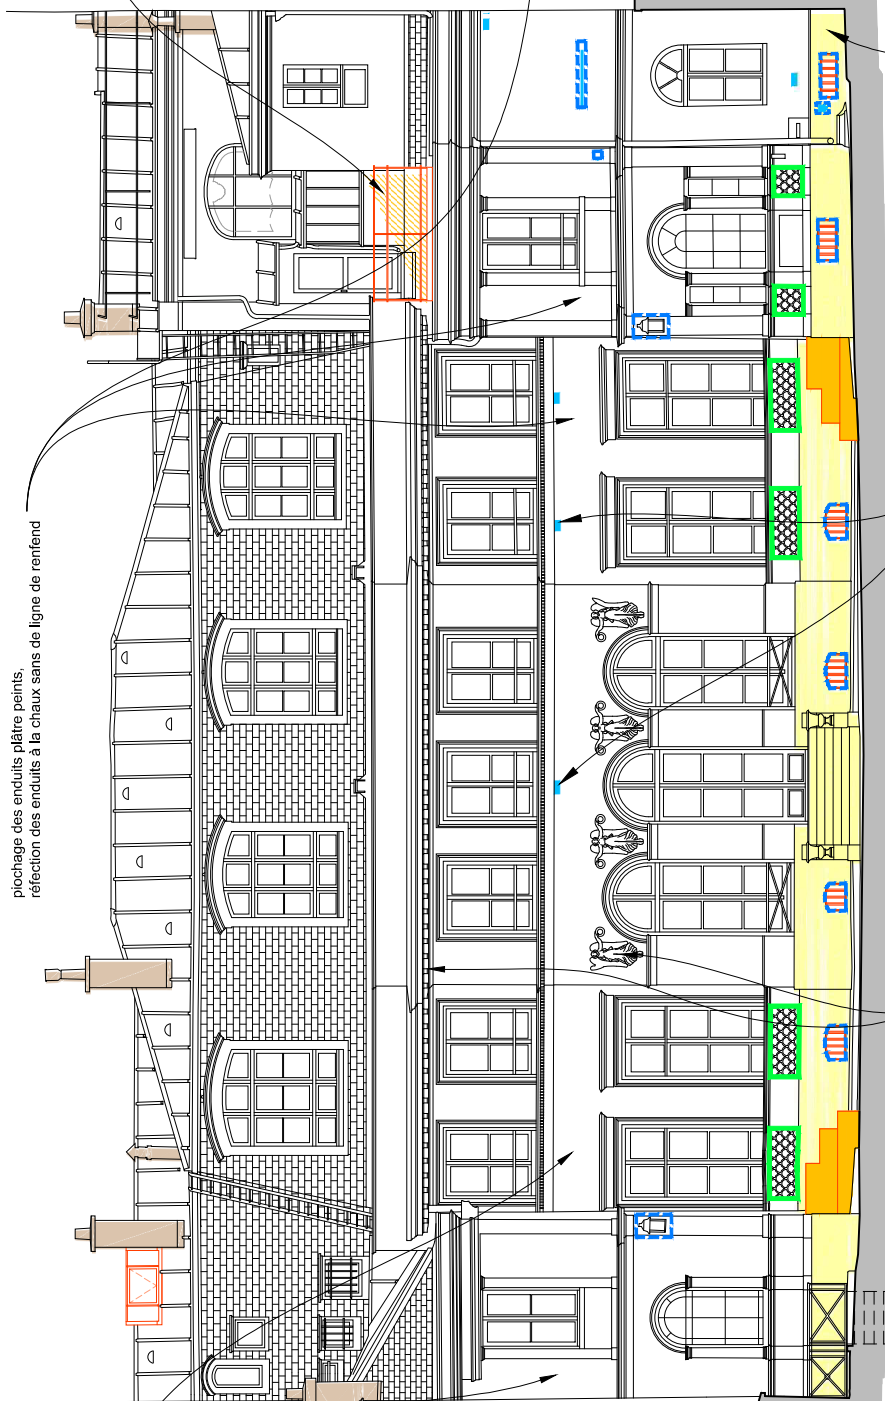 piochage des enduits plâtre peints,
réfection des enduits à la chaux sans de ligne de renfend